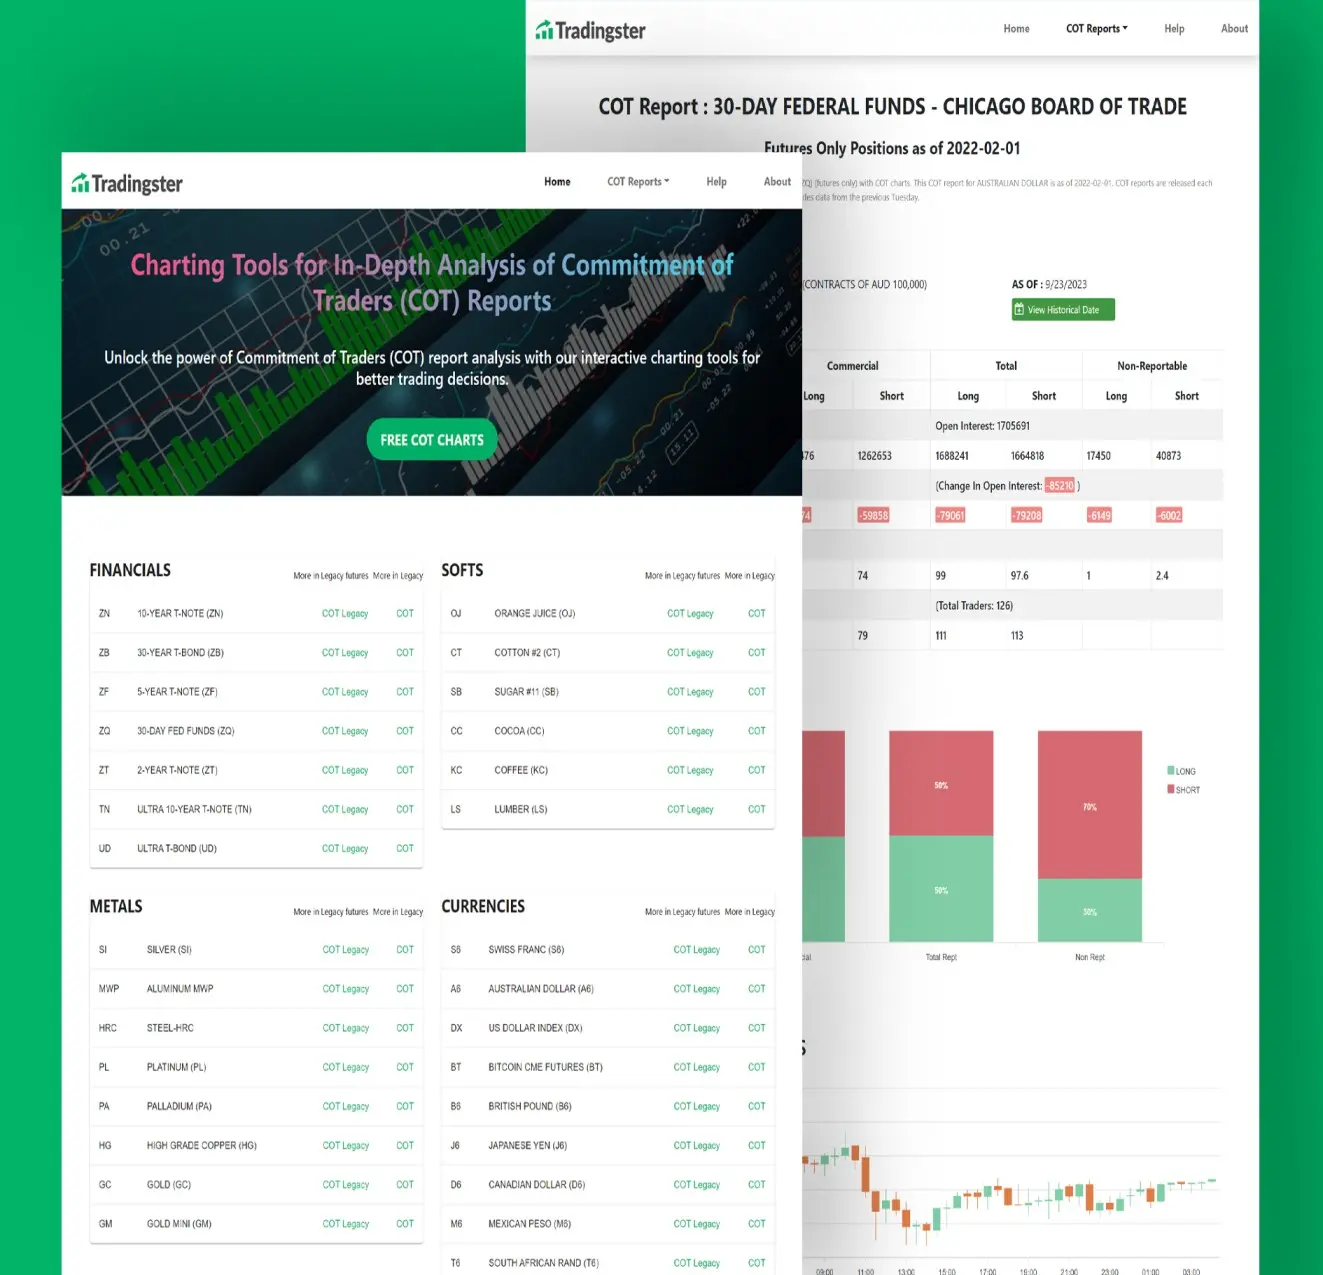 Tradingster
Home COT Reports Help About
COT Report : 30-DAY FEDERAL FUNDS - CHICAGO BOARD OF TRADE
Futures Only Positions as of 2022-02-01
ZQ) (futures only) with COT charts. This COT report for AUSTRALIAN DOLLAR is as of 2022-02-01. COT reports are released each
data from the previous Tuesday.
(CONTRACTS OF AUD 100,000)
AS OF : 9/23/2023
View Historical Date
Commercial Total Non-Reportable
Long Short Long Short Long Short
Open Interest: 1705691
1262653 1688241 1664818 17450 40873
(Change In Open Interest: -85210 )
-59858 -79061 -79208 -6149 -6002
74 99 97.6 1 2.4
(Total Traders: 126)
79 111 113
50% 70%
50% 30%
LONG
SHORT
Total Rept Non Rept
09:00 11:00 13:00 15:00 17:00 19:00 21:00 23:00 01:00 03:00
Tradingster
Home COT Reports Help About
Charting Tools for In-Depth Analysis of Commitment of
Traders (COT) Reports
Unlock the power of Commitment of Traders (COT) report analysis with our interactive charting tools for
better trading decisions.
FREE COT CHARTS
FINANCIALS More in Legacy futures More in Legacy
ZN 10-YEAR T-NOTE (ZN) COT Legacy COT
ZB 30-YEAR T-BOND (ZB) COT Legacy COT
ZF 5-YEAR T-NOTE (ZF) COT Legacy COT
ZQ 30-DAY FED FUNDS (ZQ) COT Legacy COT
ZT 2-YEAR T-NOTE (ZT) COT Legacy COT
TN ULTRA 10-YEAR T-NOTE (TN) COT Legacy COT
UD ULTRA T-BOND (UD) COT Legacy COT
SOFTS More in Legacy futures More in Legacy
OJ ORANGE JUICE (OJ) COT Legacy COT
CT COTTON #2 (CT) COT Legacy COT
SB SUGAR #11 (SB) COT Legacy COT
CC COCOA (CC) COT Legacy COT
KC COFFEE (KC) COT Legacy COT
LS LUMBER (LS) COT Legacy COT
METALS More in Legacy futures More in Legacy
SI SILVER (SI) COT Legacy COT
MWP ALUMINUM MWP COT Legacy COT
HRC STEEL-HRC COT Legacy COT
PL PLATINUM (PL) COT Legacy COT
PA PALLADIUM (PA) COT Legacy COT
HG HIGH GRADE COPPER (HG) COT Legacy COT
GC GOLD (GC) COT Legacy COT
GM GOLD MINI (GM) COT Legacy COT
CURRENCIES More in Legacy futures More in Legacy
S6 SWISS FRANC (S6) COT Legacy COT
A6 AUSTRALIAN DOLLAR (A6) COT Legacy COT
DX US DOLLAR INDEX (DX) COT Legacy COT
BT BITCOIN CME FUTURES (BT) COT Legacy COT
B6 BRITISH POUND (B6) COT Legacy COT
J6 JAPANESE YEN (J6) COT Legacy COT
D6 CANADIAN DOLLAR (D6) COT Legacy COT
M6 MEXICAN PESO (M6) COT Legacy COT
T6 SOUTH AFRICAN RAND (T6) COT Legacy COT